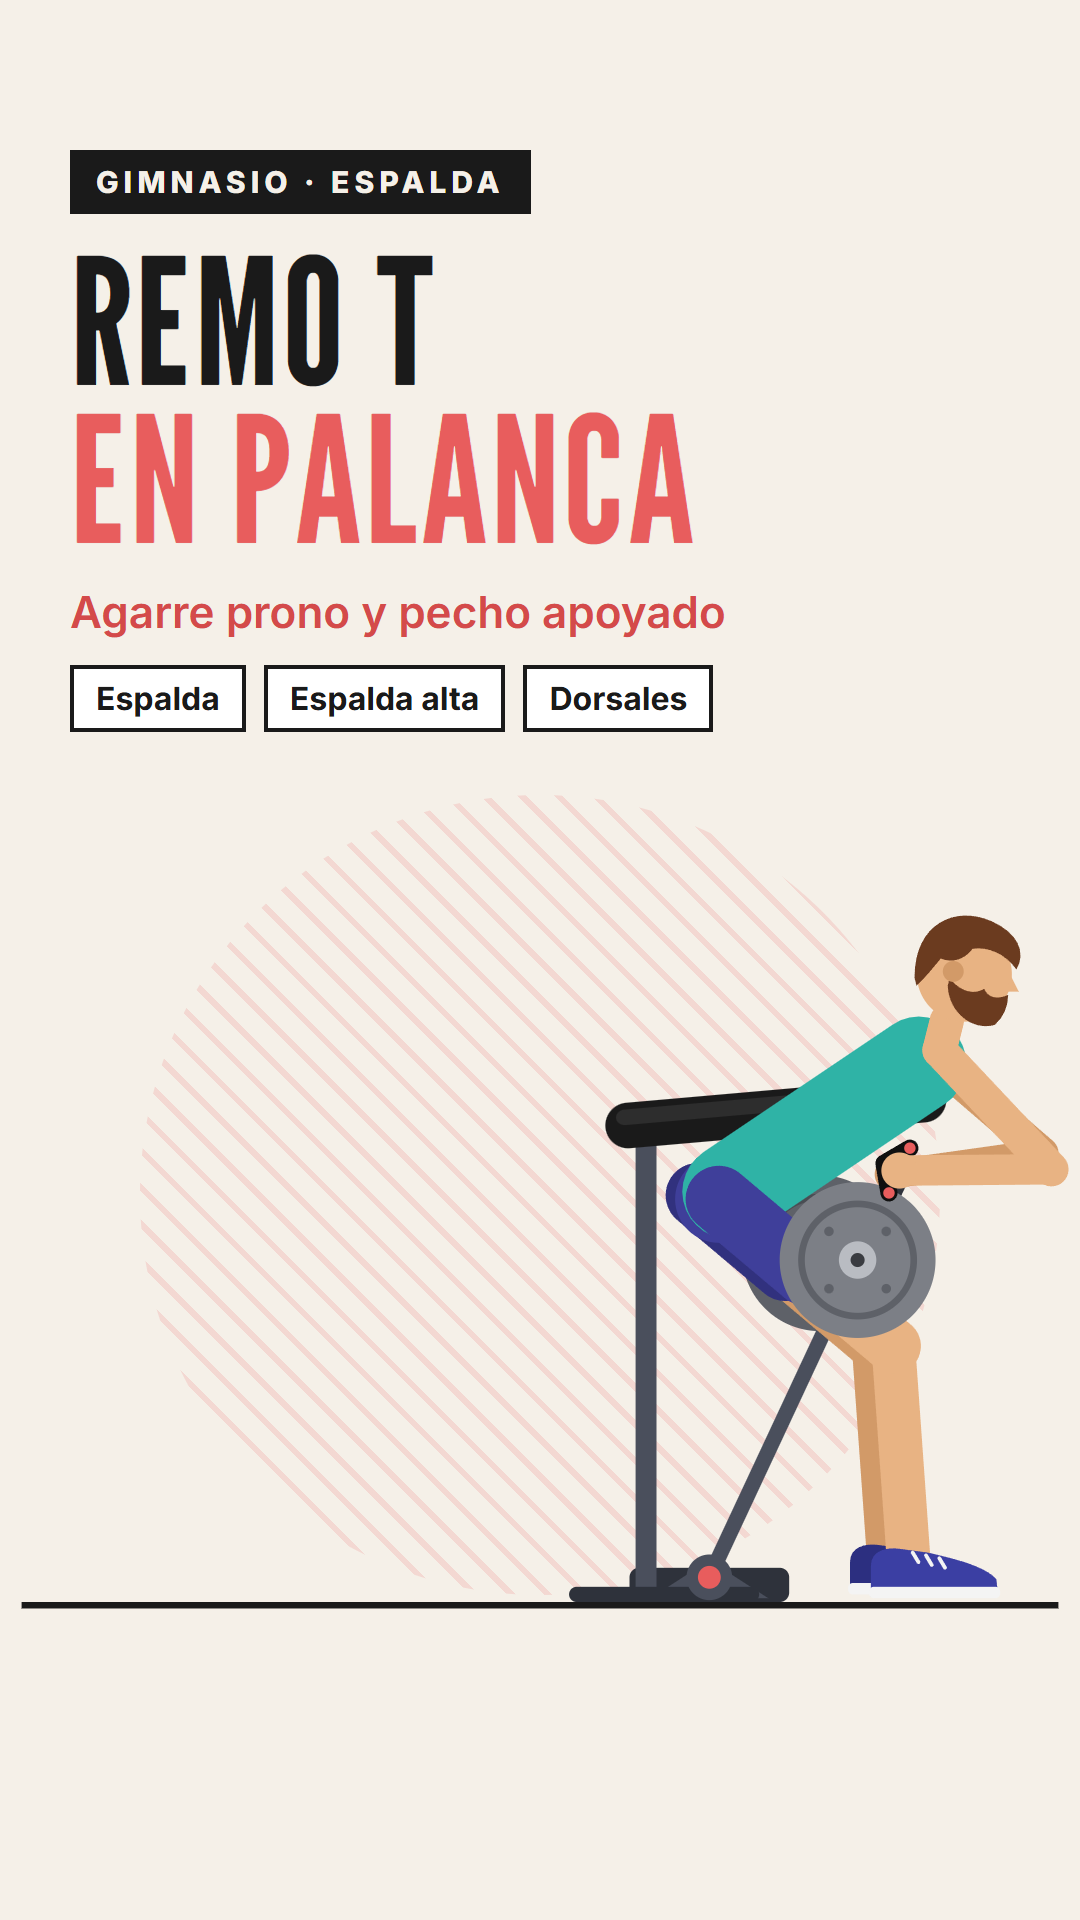 GIMNASIO · ESPALDA
REMO T
EN PALANCA
Agarre prono y pecho apoyado
Espalda
Espalda alta
Dorsales